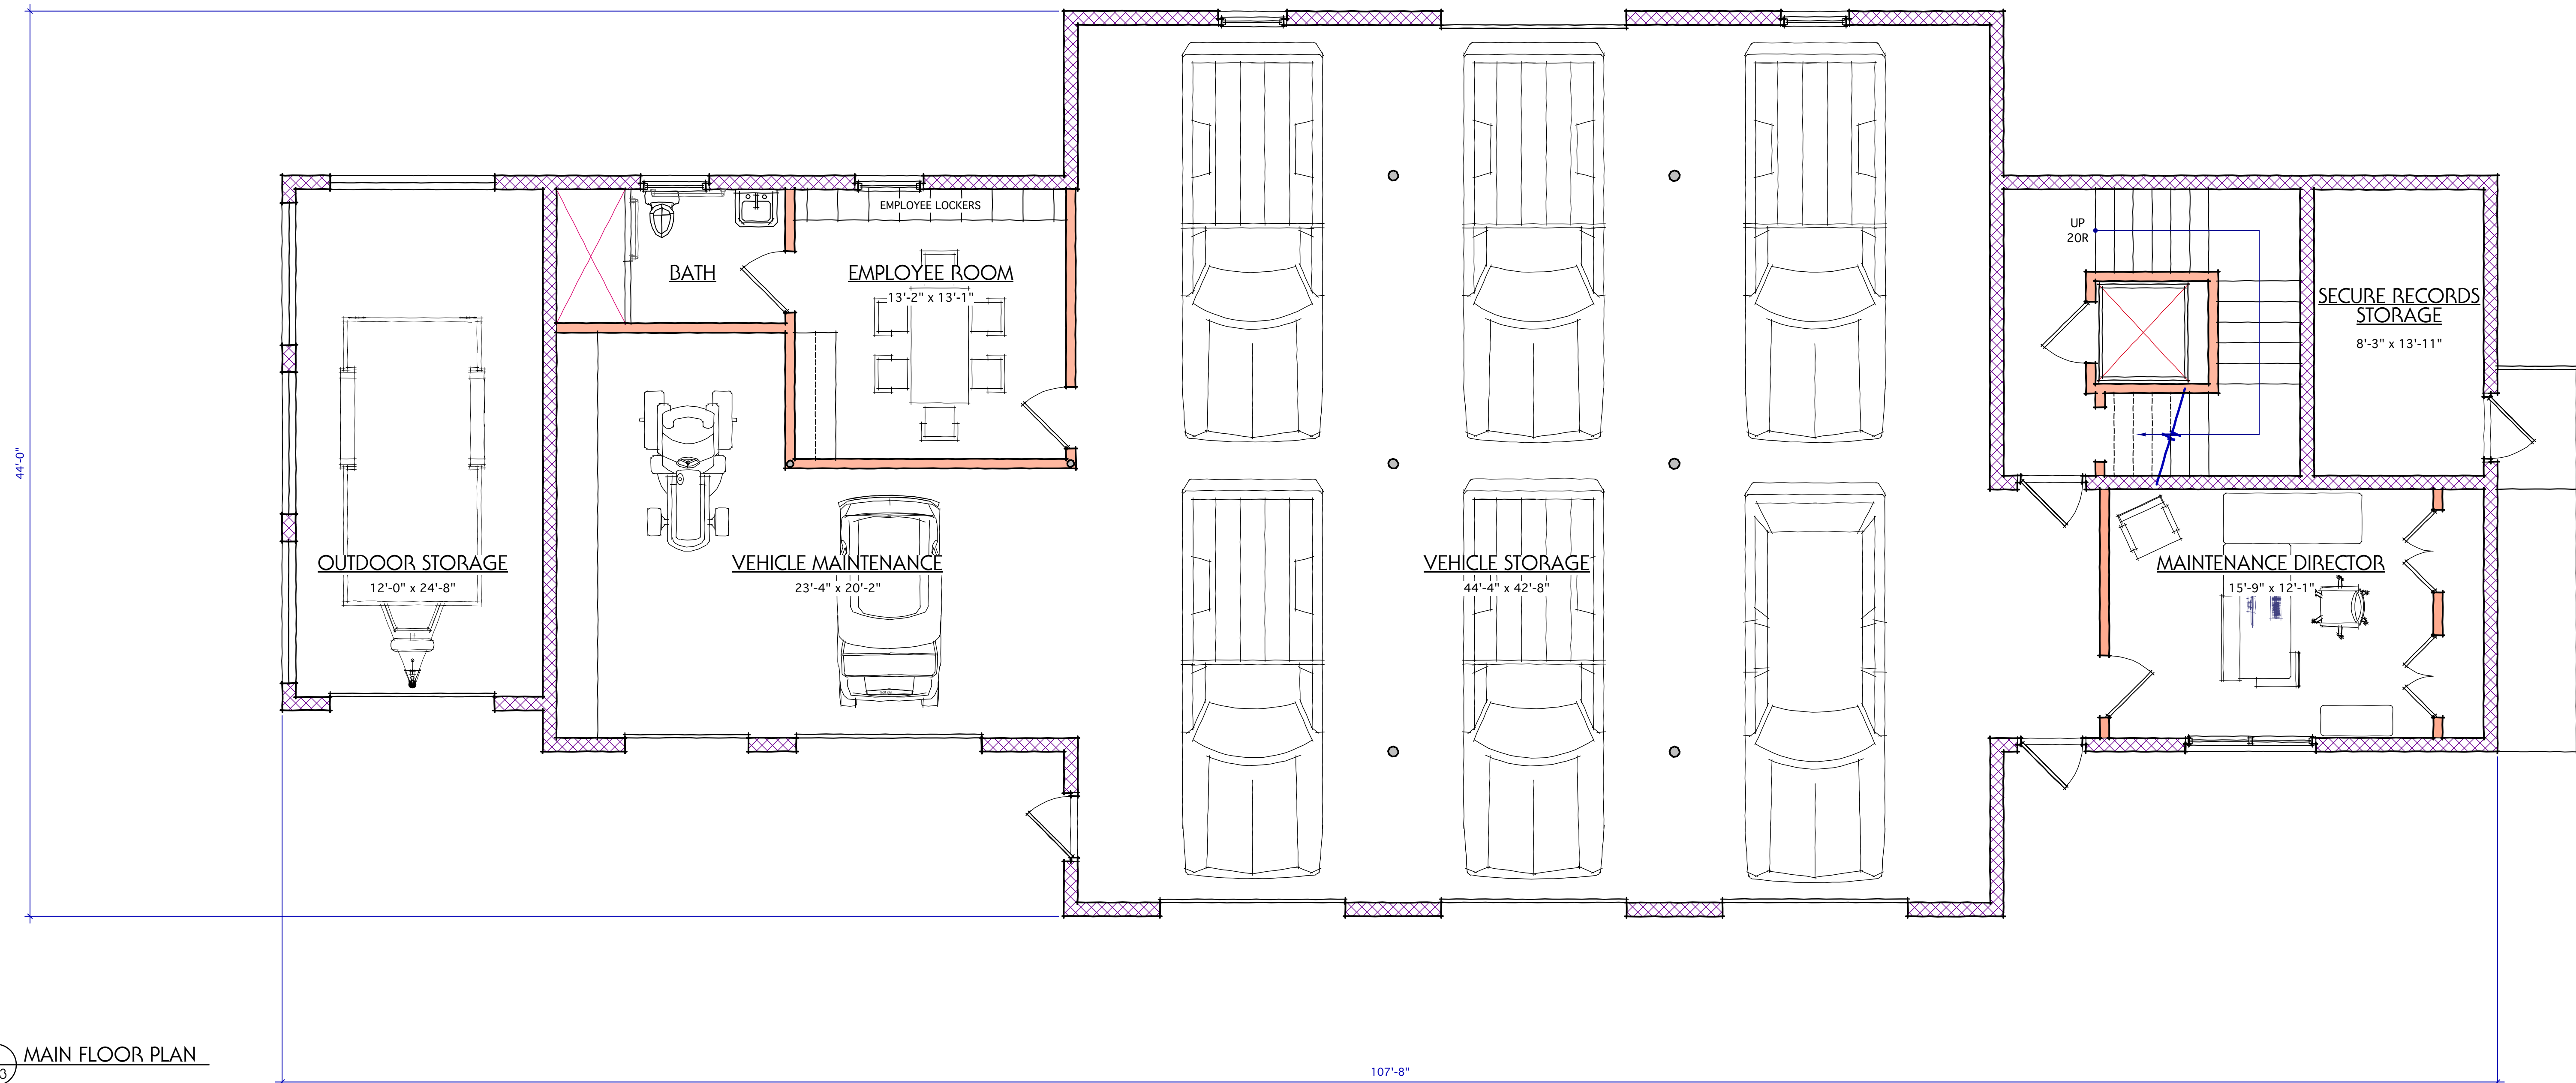 EMPLOYEE LOCKERS
UP
20R
BATH
EMPLOYEE ROOM
13'-2" x 13'-1"
SECURE RECORDS
STORAGE
8'-3" x 13'-11"
44'-0"
OUTDOOR STORAGE
12'-0" x 24'-8"
VEHICLE MAINTENANCE
23'-4" x 20'-2"
VEHICLE STORAGE
44'-4" x 42'-8"
MAINTENANCE DIRECTOR
15'-9" x 12'-1"
MAIN FLOOR PLAN
3
107'-8"